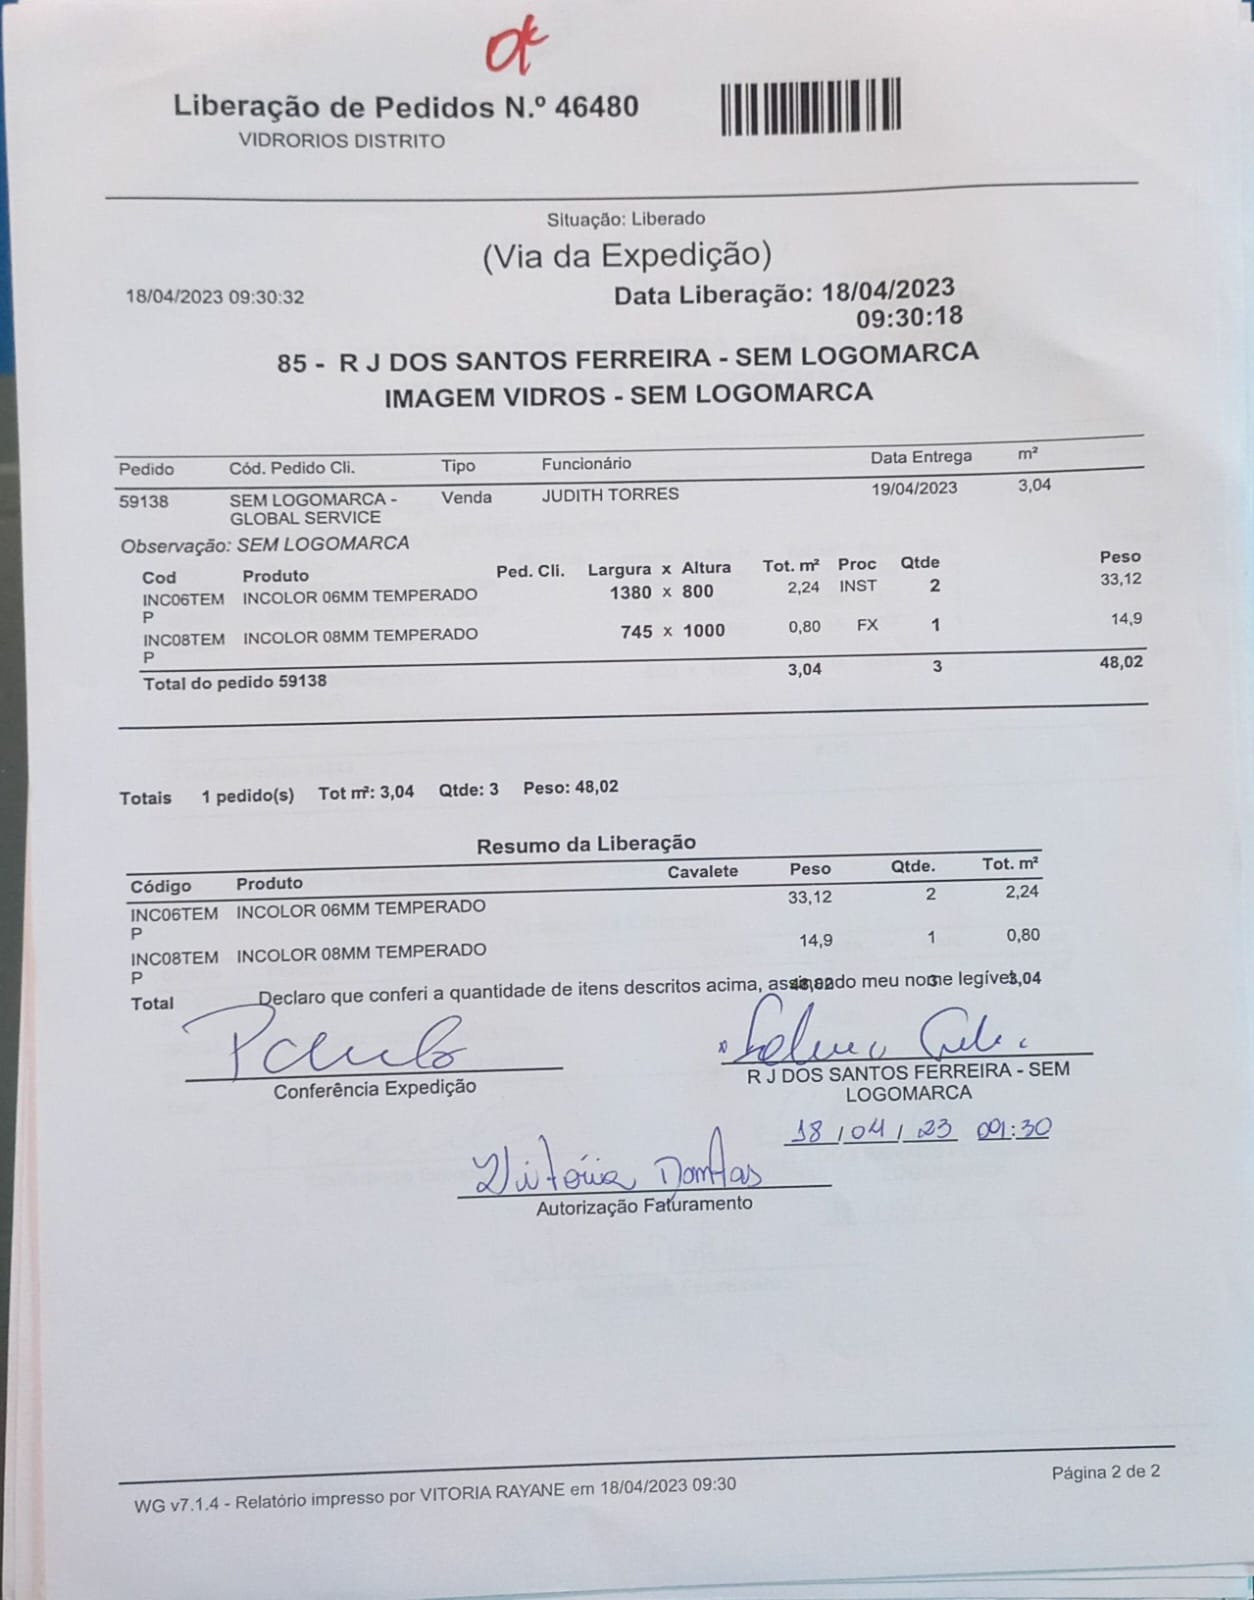 Ok
Liberação de Pedidos N.º 46480
VIDRORIOS DISTRITO
Situação: Liberado
(Via da Expedição)
18/04/2023 09:30:32
Data Liberação: 18/04/2023
09:30:18
85 - R J DOS SANTOS FERREIRA - SEM LOGOMARCA
IMAGEM VIDROS - SEM LOGOMARCA
Pedido Cód. Pedido Cli. Tipo Funcionário Data Entrega m²
59138 SEM LOGOMARCA - Venda JUDITH TORRES 19/04/2023 3,04
GLOBAL SERVICE
Observação: SEM LOGOMARCA
Cod Produto Ped. Cli. Largura x Altura Tot. m² Proc Qtde Peso
INC06TEM INCOLOR 06MM TEMPERADO 1380 x 800 2,24 INST 2 33,12
P
INC08TEM INCOLOR 08MM TEMPERADO 745 x 1000 0,80 FX 1 14,9
P
Total do pedido 59138 3,04 3 48,02
Totais 1 pedido(s) Tot m²: 3,04 Qtde: 3 Peso: 48,02
Resumo da Liberação
Código Produto Cavalete Peso Qtde. Tot. m²
INC06TEM INCOLOR 06MM TEMPERADO 33,12 2 2,24
P
INC08TEM INCOLOR 08MM TEMPERADO 14,9 1 0,80
P
Total 48,02 3 3,04
Declaro que conferi a quantidade de itens descritos acima, assinando meu nome legível.
Conferência Expedição
R J DOS SANTOS FERREIRA - SEM
LOGOMARCA
18/04/23 09:30
Vitória Dantas
Autorização Faturamento
WG v7.1.4 - Relatório impresso por VITORIA RAYANE em 18/04/2023 09:30
Página 2 de 2